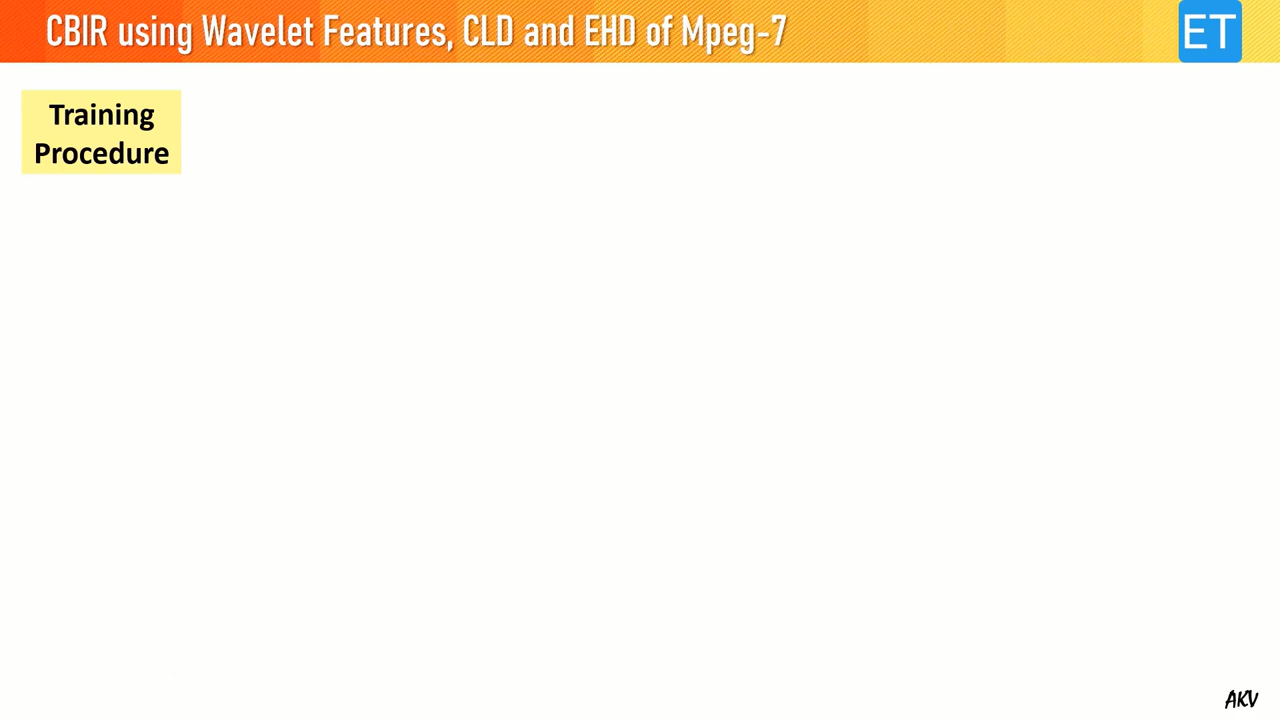 CBIR using Wavelet Features, CLD and EHD of Mpeg-7
ET
Training
Procedure
AKV